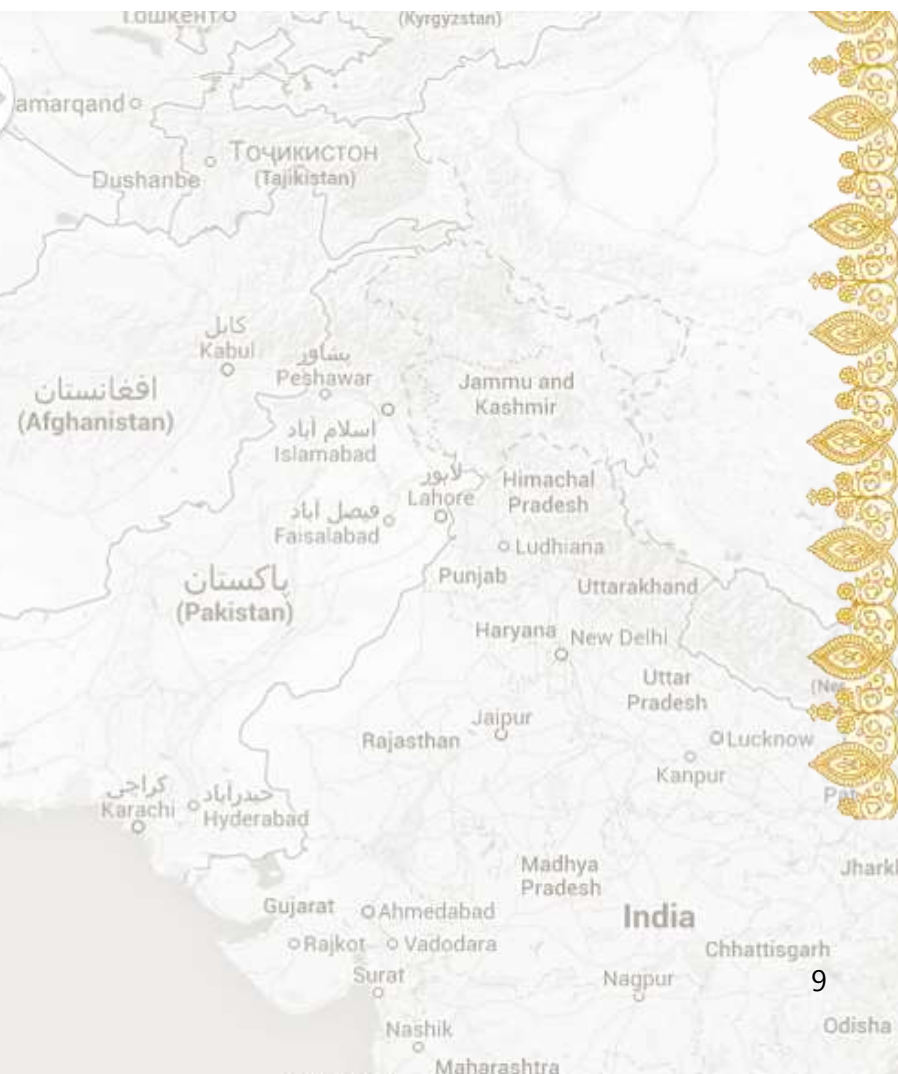 (Kyrgyzstan)
amarqand
Тоҷикистон
(Tajikistan)
Dushanbe
کابل
Kabul
پشاور
Peshawar
افغانستان
(Afghanistan)
Jammu and
Kashmir
اسلام آباد
Islamabad
لاہور
Lahore
Himachal
Pradesh
فیصل آباد
Faisalabad
Ludhiana
پاکستان
(Pakistan)
Punjab
Uttarakhand
Haryana
New Delhi
Uttar
Pradesh
Jaipur
Rajasthan
Lucknow
Kanpur
کراچی
Karachi
حیدرآباد
Hyderabad
Madhya
Pradesh
Jharkl
Gujarat
Ahmedabad
India
Rajkot
Vadodara
Chhattisgarh
Surat
Nagpur
9
Nashik
Odisha
Maharashtra